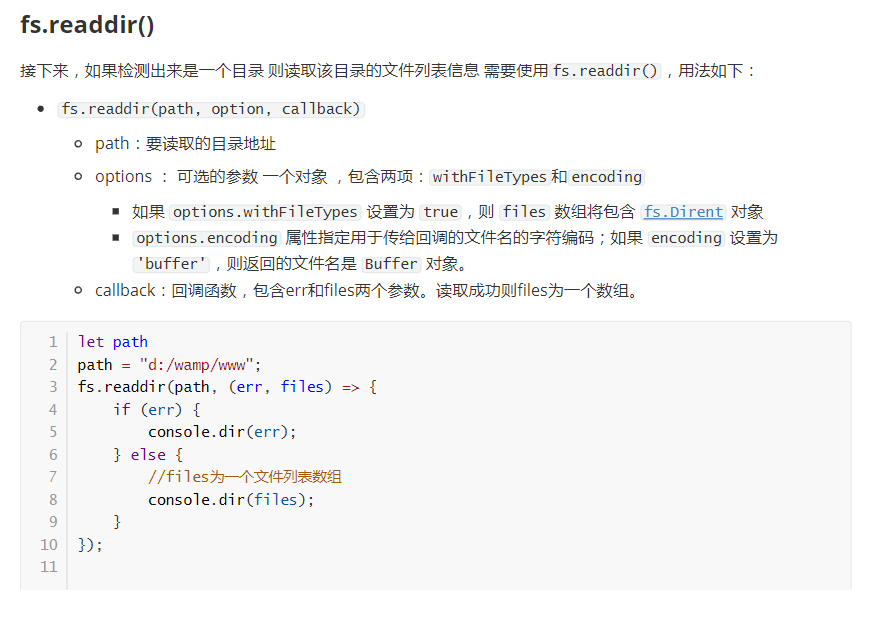 fs.readdir()
接下来，如果检测出来是一个目录 则读取该目录的文件列表信息 需要使用 fs.readdir() ，用法如下：
fs.readdir(path, option, callback)
path：要读取的目录地址
options ： 可选的参数 一个对象 ，包含两项： withFileTypes 和 encoding
如果 options.withFileTypes 设置为 true ，则 files 数组将包含 fs.Dirent 对象
options.encoding 属性指定用于传给回调的文件名的字符编码；如果 encoding 设置为
'buffer' ，则返回的文件名是 Buffer 对象。
callback：回调函数，包含err和files两个参数。读取成功则files为一个数组。
1 let path
2 path = "d:/wamp/www";
3 fs.readdir(path, (err, files) => {
4     if (err) {
5         console.dir(err);
6     } else {
7         //files为一个文件列表数组
8         console.dir(files);
9     }
10 });
11